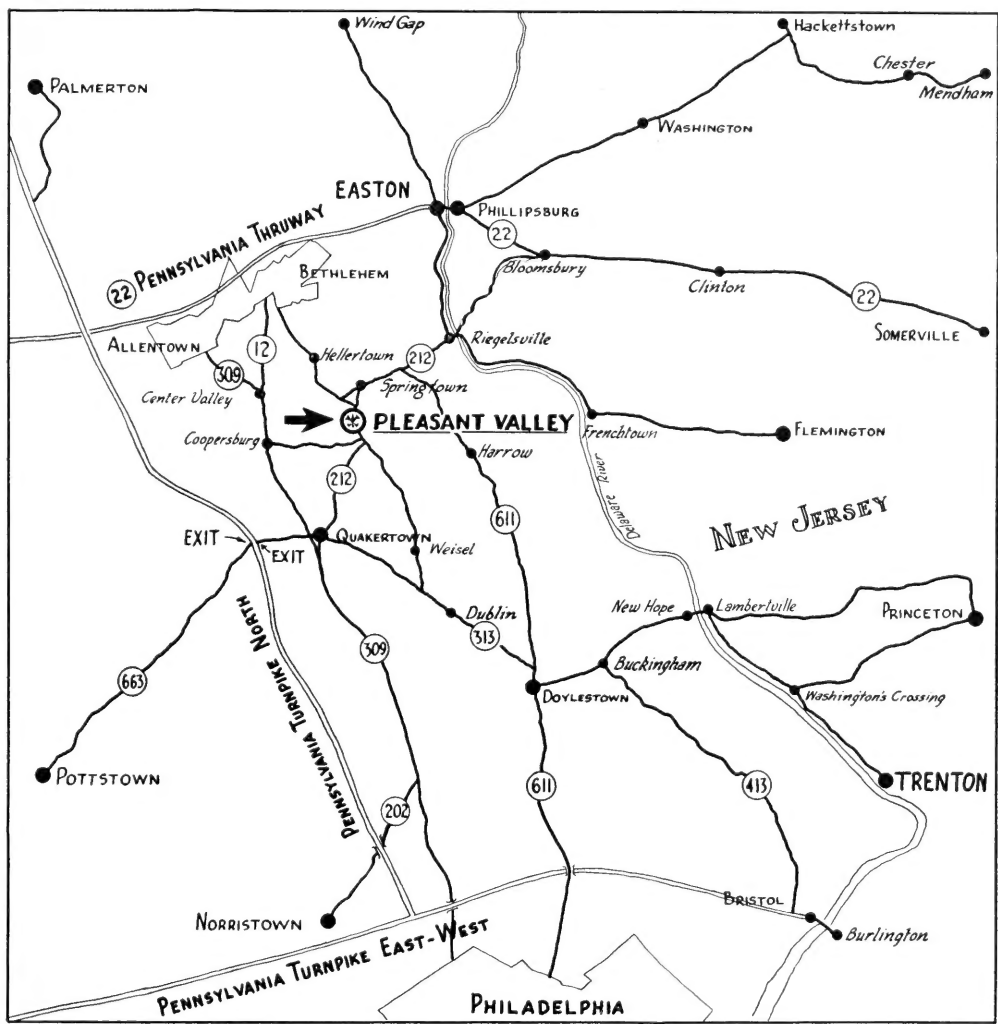 Wind Gap
HACKETTSTOWN
Chester
Mendham
PALMERTON
WASHINGTON
EASTON
PHILLIPSBURG
22
22 PENNSYLVANIA THRUWAY
BETHLEHEM
Bloomsbury
Clinton
22
SOMERVILLE
ALLENTOWN
12
Hellertown
212
Riegelsville
309
Springtown
Center Valley
PLEASANT VALLEY
Frenchtown
FLEMINGTON
Coopersburg
Harrow
212
Delaware River
611
NEW JERSEY
EXIT
EXIT
QUAKERTOWN
Weisel
New Hope
Lambertville
PRINCETON
Dublin
313
309
Buckingham
663
DOYLESTOWN
Washington's Crossing
PENNSYLVANIA TURNPIKE NORTH
POTTSTOWN
TRENTON
202
611
413
NORRISTOWN
BRISTOL
Burlington
PENNSYLVANIA TURNPIKE EAST-WEST
PHILADELPHIA